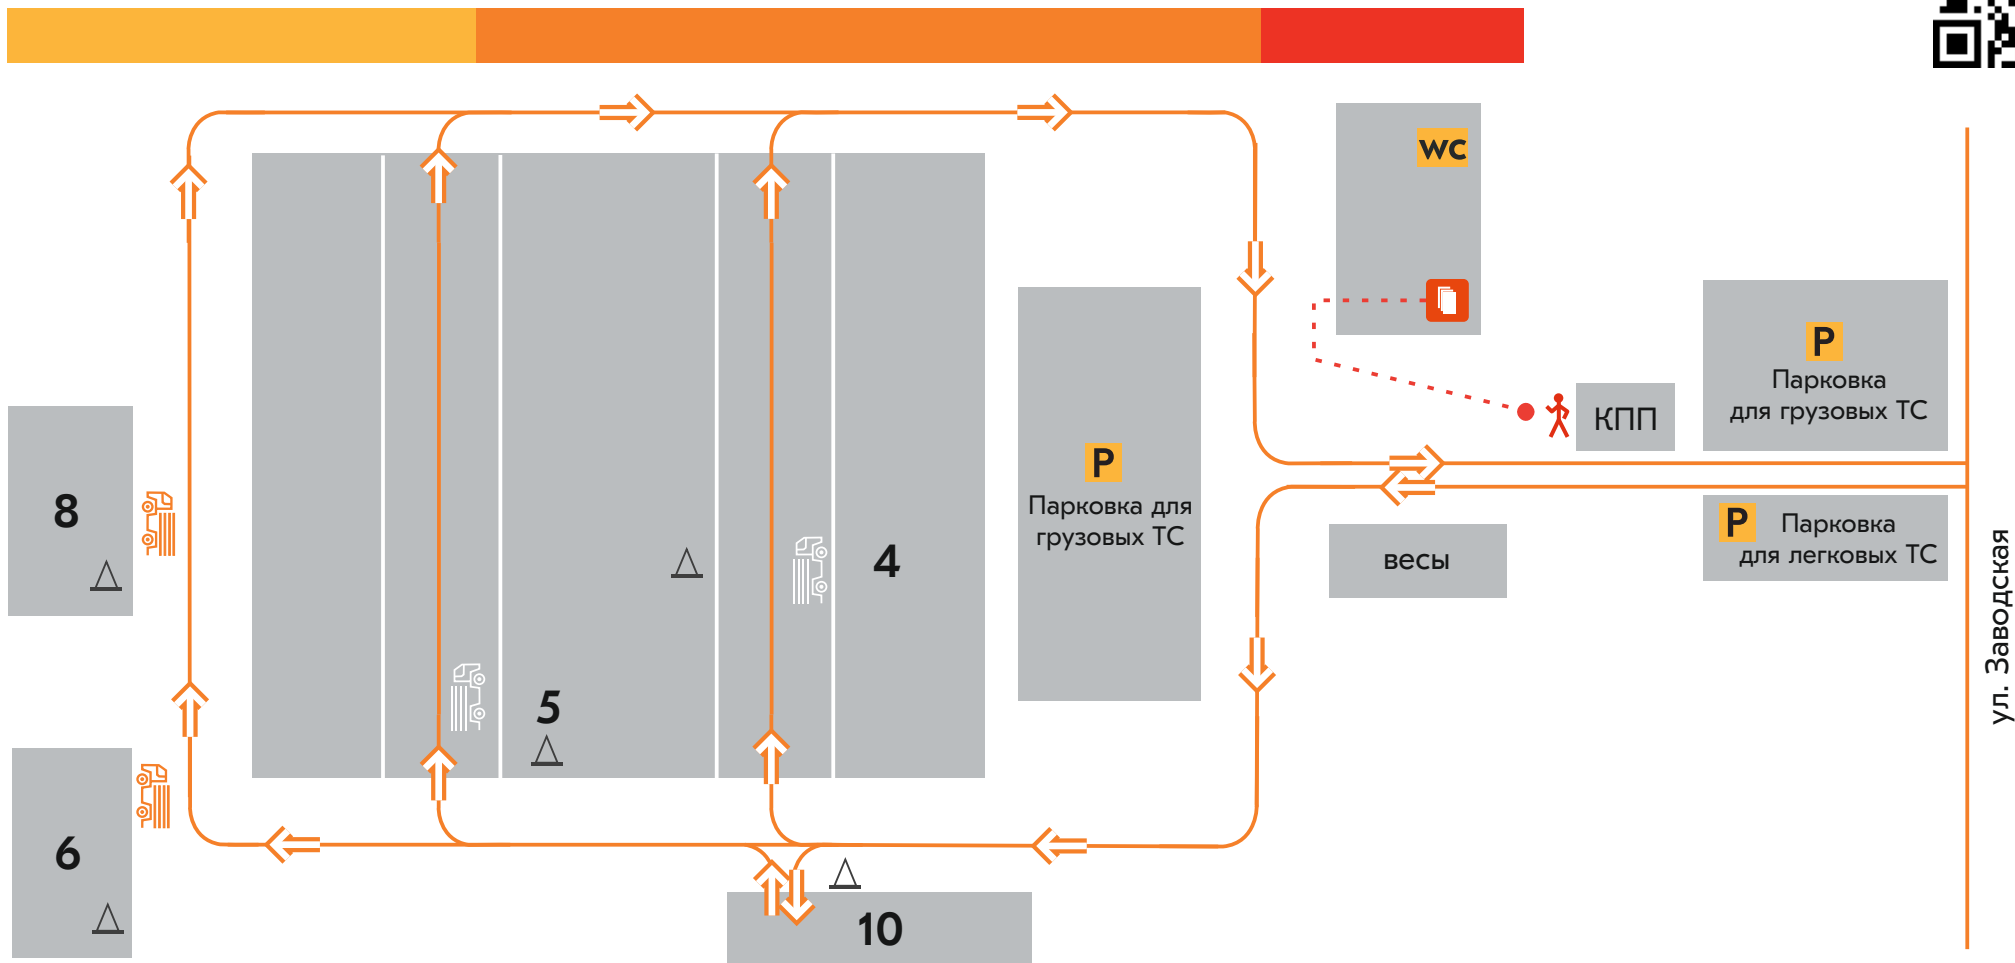 WC
P
Парковка
для грузовых ТС
КПП
P
Парковка для
грузовых ТС
8
4
P Парковка
для легковых ТС
весы
ул. Заводская
5
6
10